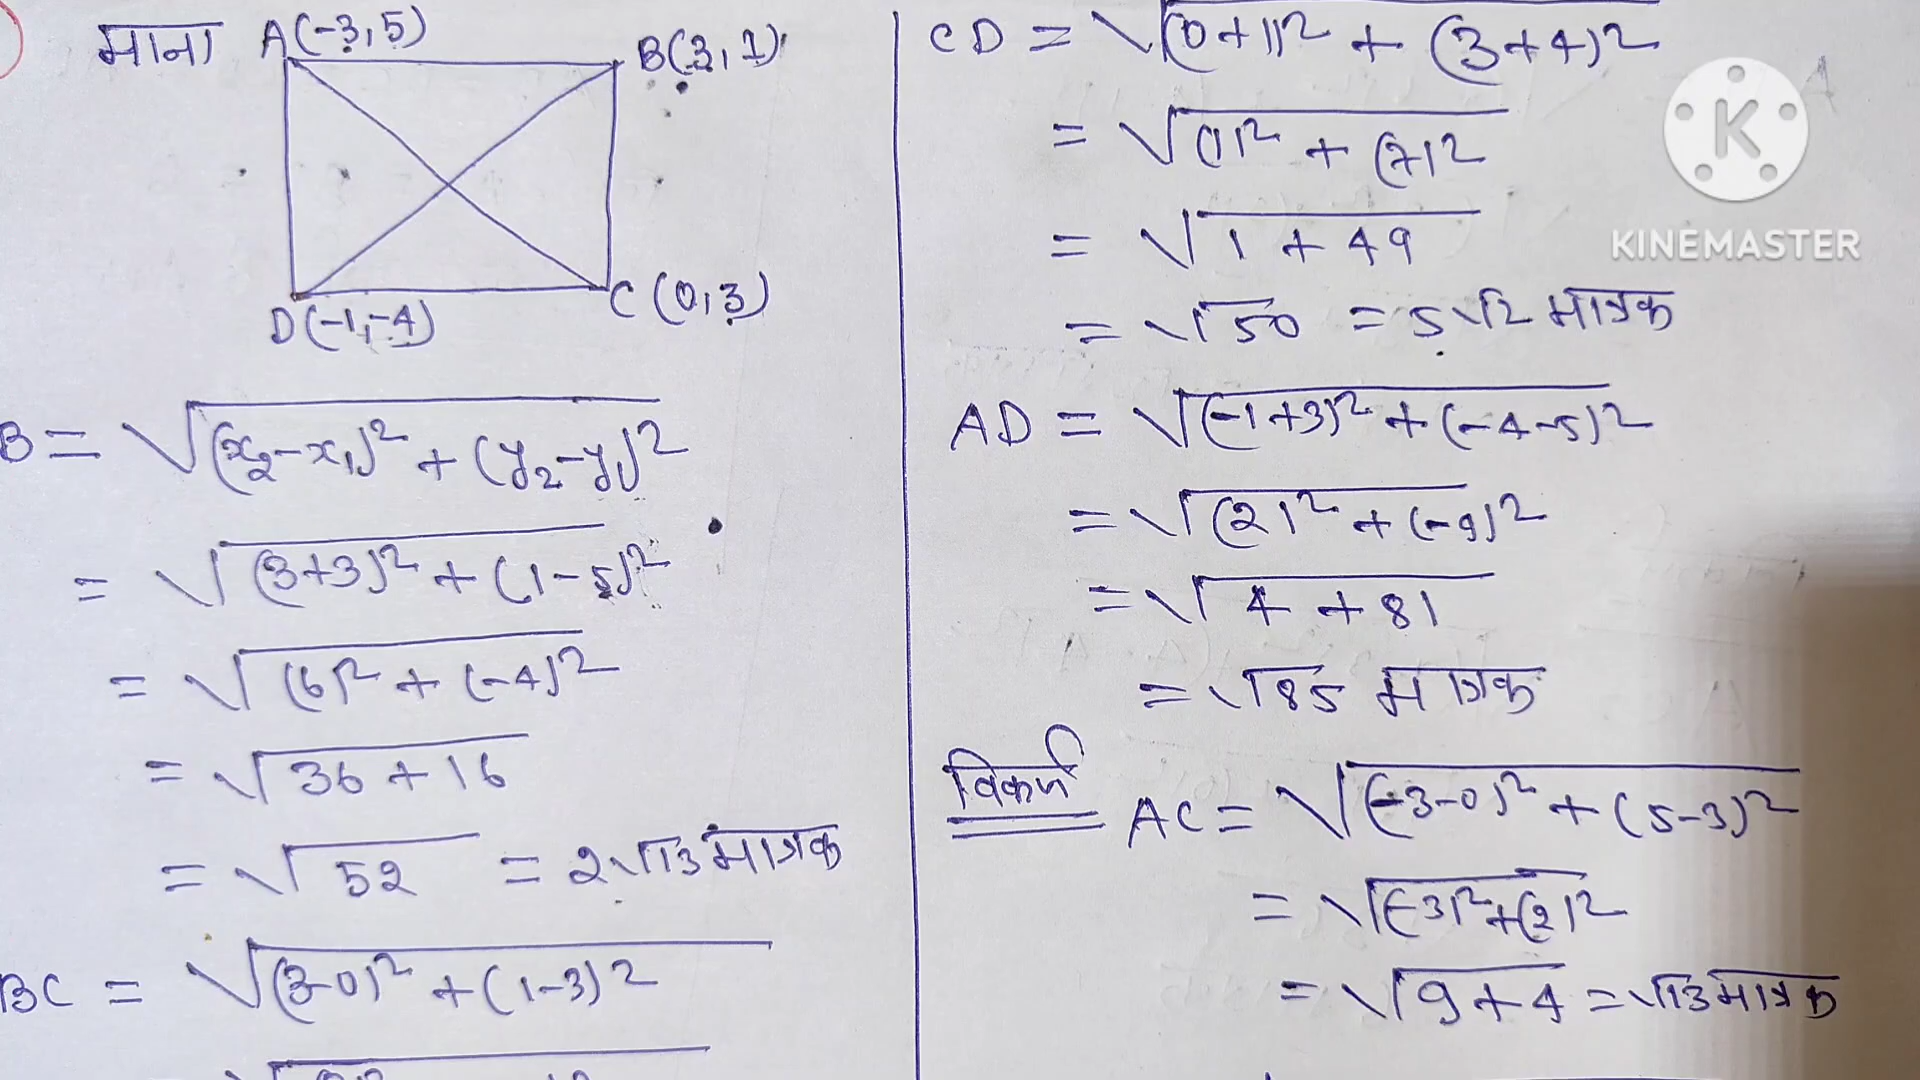 माना A(-3,5)
B(3,1)
C(0,3)
D(-1,-4)
B = √(x₂-x₁)² + (y₂-y₁)²
= √(3+3)² + (1-5)²
= √(6)² + (-4)²
= √36 + 16
= √52 = 2√13 मात्रक
BC = √(3-0)² + (1-3)²
CD = √(0+1)² + (3+4)²
= √(1)² + (7)²
= √1 + 49
= √50 = 5√2 मात्रक
AD = √(-1+3)² + (-4-5)²
= √(2)² + (-9)²
= √4 + 81
= √85 मात्रक
विकर्ण AC = √(-3-0)² + (5-3)²
= √(-3)² + (2)²
= √9 + 4 = √13 मात्रक
K
KINEMASTER